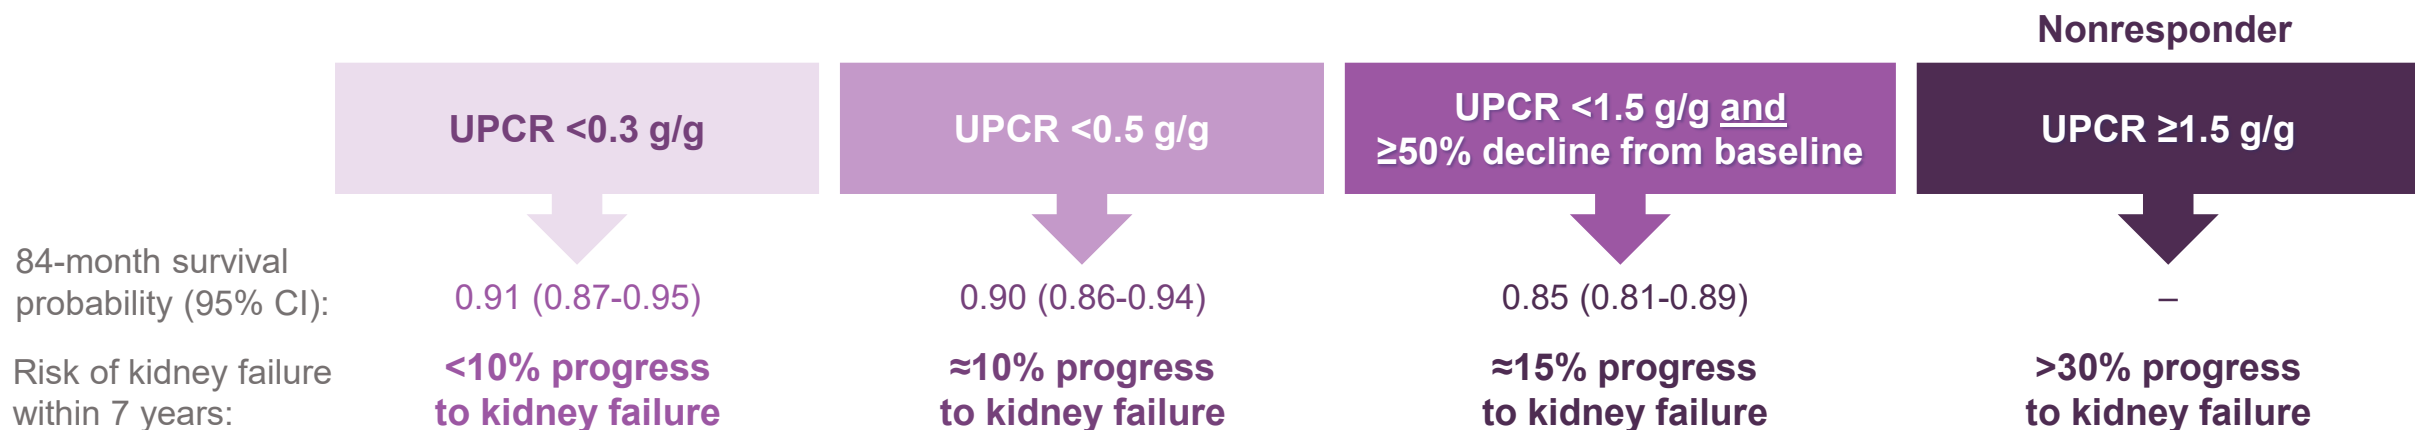 Nonresponder
UPCR <0.3 g/g
UPCR <0.5 g/g
UPCR <1.5 g/g and
≥50% decline from baseline
UPCR ≥1.5 g/g
84-month survival
probability (95% CI):
0.91 (0.87-0.95)
0.90 (0.86-0.94)
0.85 (0.81-0.89)
–
Risk of kidney failure
within 7 years:
<10% progress
to kidney failure
≈10% progress
to kidney failure
≈15% progress
to kidney failure
>30% progress
to kidney failure